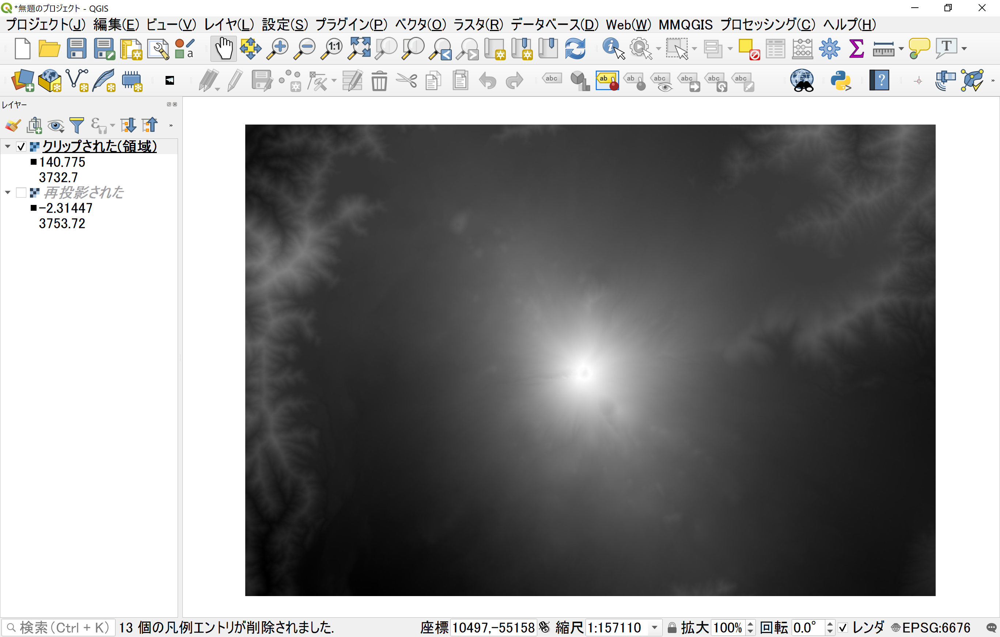 *無題のプロジェクト - QGIS
プロジェクト(J) 編集(E) ビュー(V) レイヤ(L) 設定(S) プラグイン(P) ベクタ(O) ラスタ(R) データベース(D) Web(W) MMQGIS プロセッシング(C) ヘルプ(H)
a 1:1 i Σ T
abc ab ab abc abc abc abc ?
レイヤー
クリップされた(領域)
140.775
3732.7
再投影された
-2.31447
3753.72
検索(Ctrl + K) 13 個の凡例エントリが削除されました. 座標 10497,-55158 縮尺 1:157110 拡大 100% 回転 0.0° レンダ EPSG:6676